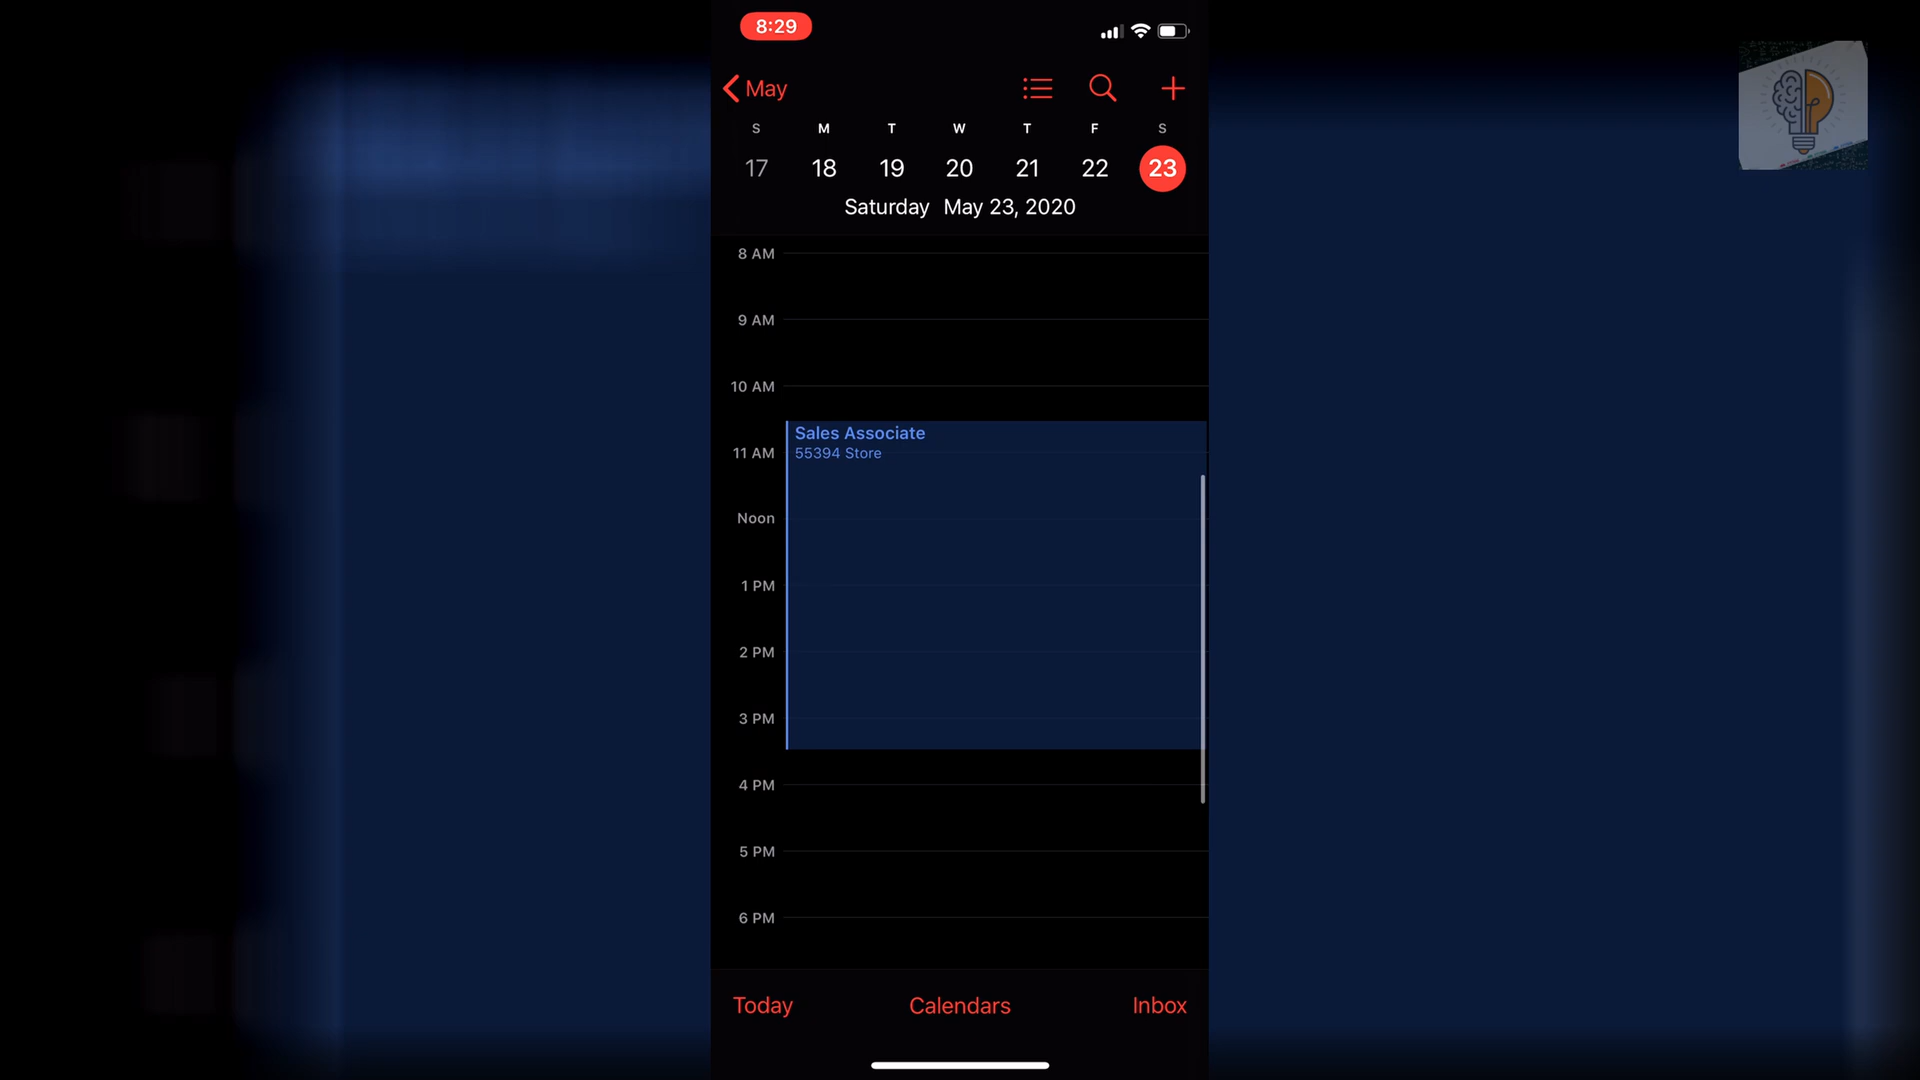 8:29
May
S M T W T F S
17 18 19 20 21 22 23
Saturday May 23, 2020
8 AM
9 AM
10 AM
Sales Associate
11 AM 55394 Store
Noon
1 PM
2 PM
3 PM
4 PM
5 PM
6 PM
Today Calendars Inbox